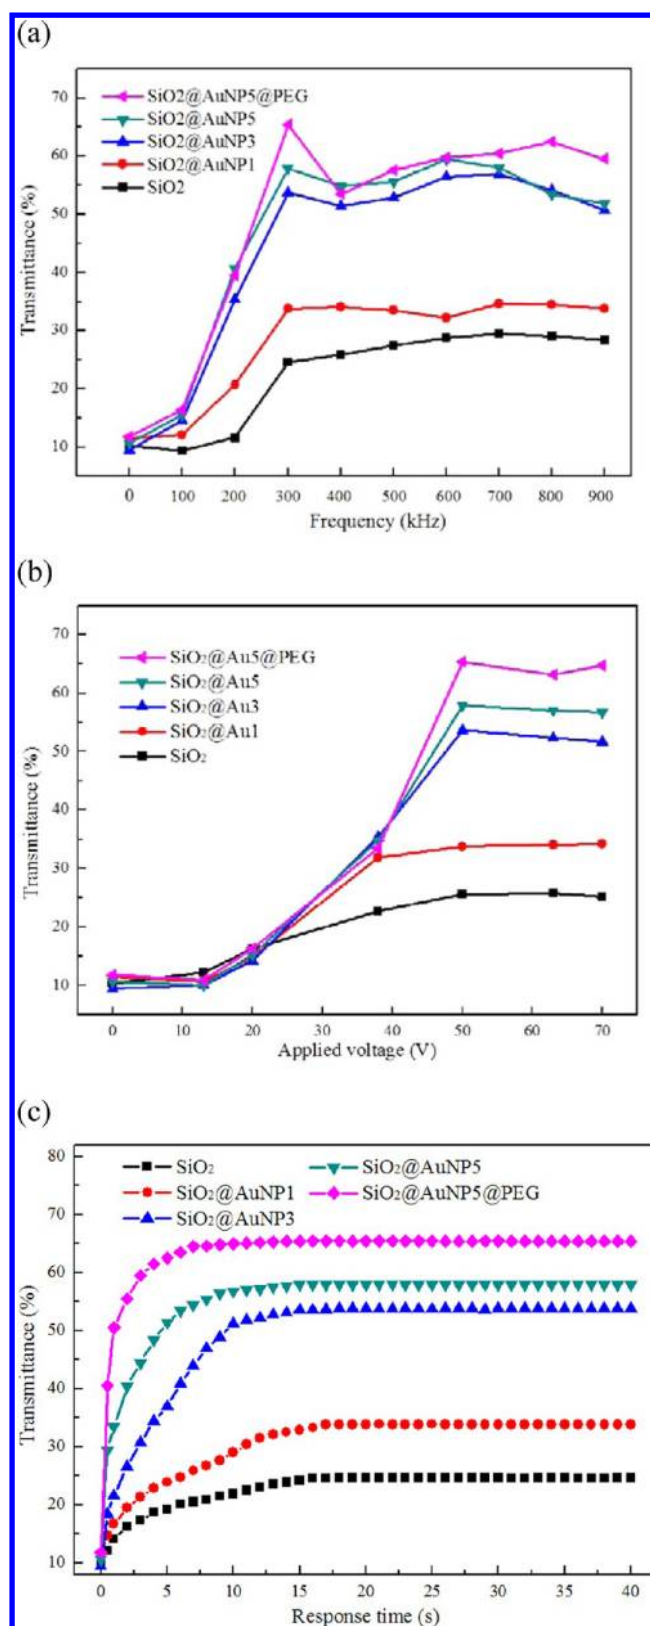 (a)
SiO2@AuNP5@PEG
SiO2@AuNP5
SiO2@AuNP3
SiO2@AuNP1
SiO2
70
60
50
40
30
20
10
Transmittance (%)
0 100 200 300 400 500 600 700 800 900
Frequency (kHz)
(b)
SiO₂@Au5@PEG
SiO₂@Au5
SiO₂@Au3
SiO₂@Au1
SiO₂
70
60
50
40
30
20
10
Transmittance (%)
0 10 20 30 40 50 60 70
Applied voltage (V)
(c)
SiO₂ SiO₂@AuNP5
SiO₂@AuNP1 SiO₂@AuNP5@PEG
SiO₂@AuNP3
80
70
60
50
40
30
20
10
Transmittance (%)
0 5 10 15 20 25 30 35 40
Response time (s)